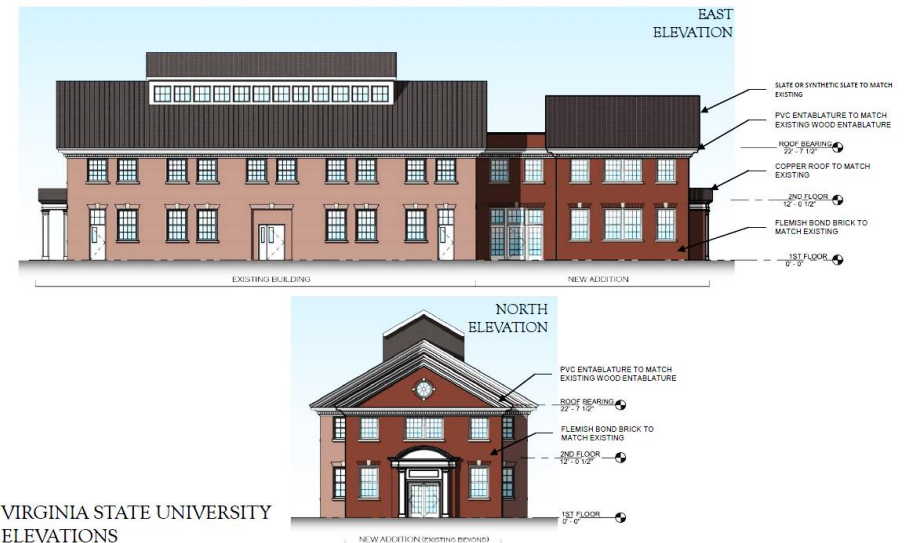 EAST
ELEVATION
SLATE OR SYNTHETIC SLATE TO MATCH
EXISTING
PVC ENTABLATURE TO MATCH
EXISTING WOOD ENTABLATURE
ROOF BEARING
22' - 7 1/2"
COPPER ROOF TO MATCH
EXISTING
2ND FLOOR
12' - 0 1/2"
FLEMISH BOND BRICK TO
MATCH EXISTING
1ST FLOOR
0' - 0"
EXISTING BUILDING
NEW ADDITION
NORTH
ELEVATION
PVC ENTABLATURE TO MATCH
EXISTING WOOD ENTABLATURE
ROOF BEARING
22' - 7 1/2"
FLEMISH BOND BRICK TO
MATCH EXISTING
2ND FLOOR
12' - 0 1/2"
1ST FLOOR
0' - 0"
VIRGINIA STATE UNIVERSITY
ELEVATIONS
NEW ADDITION (EXISTING BEYOND)